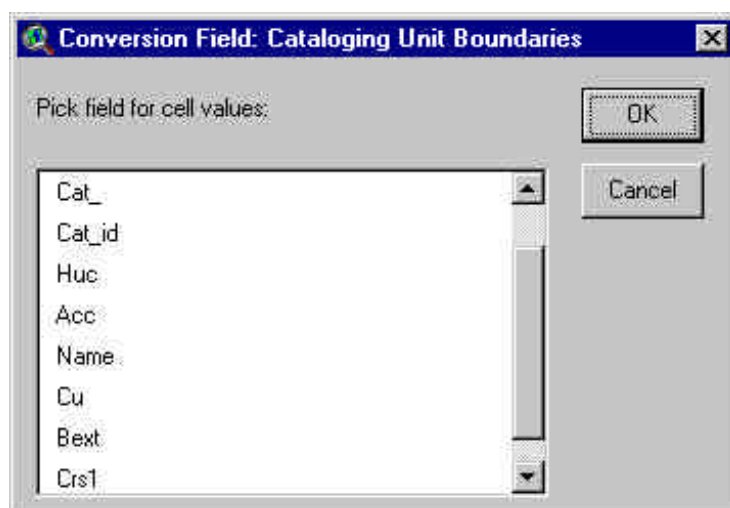 Conversion Field: Cataloging Unit Boundaries
Pick field for cell values:
OK
Cancel
Cat_
Cat_id
Huc
Acc
Name
Cu
Bext
Crs1